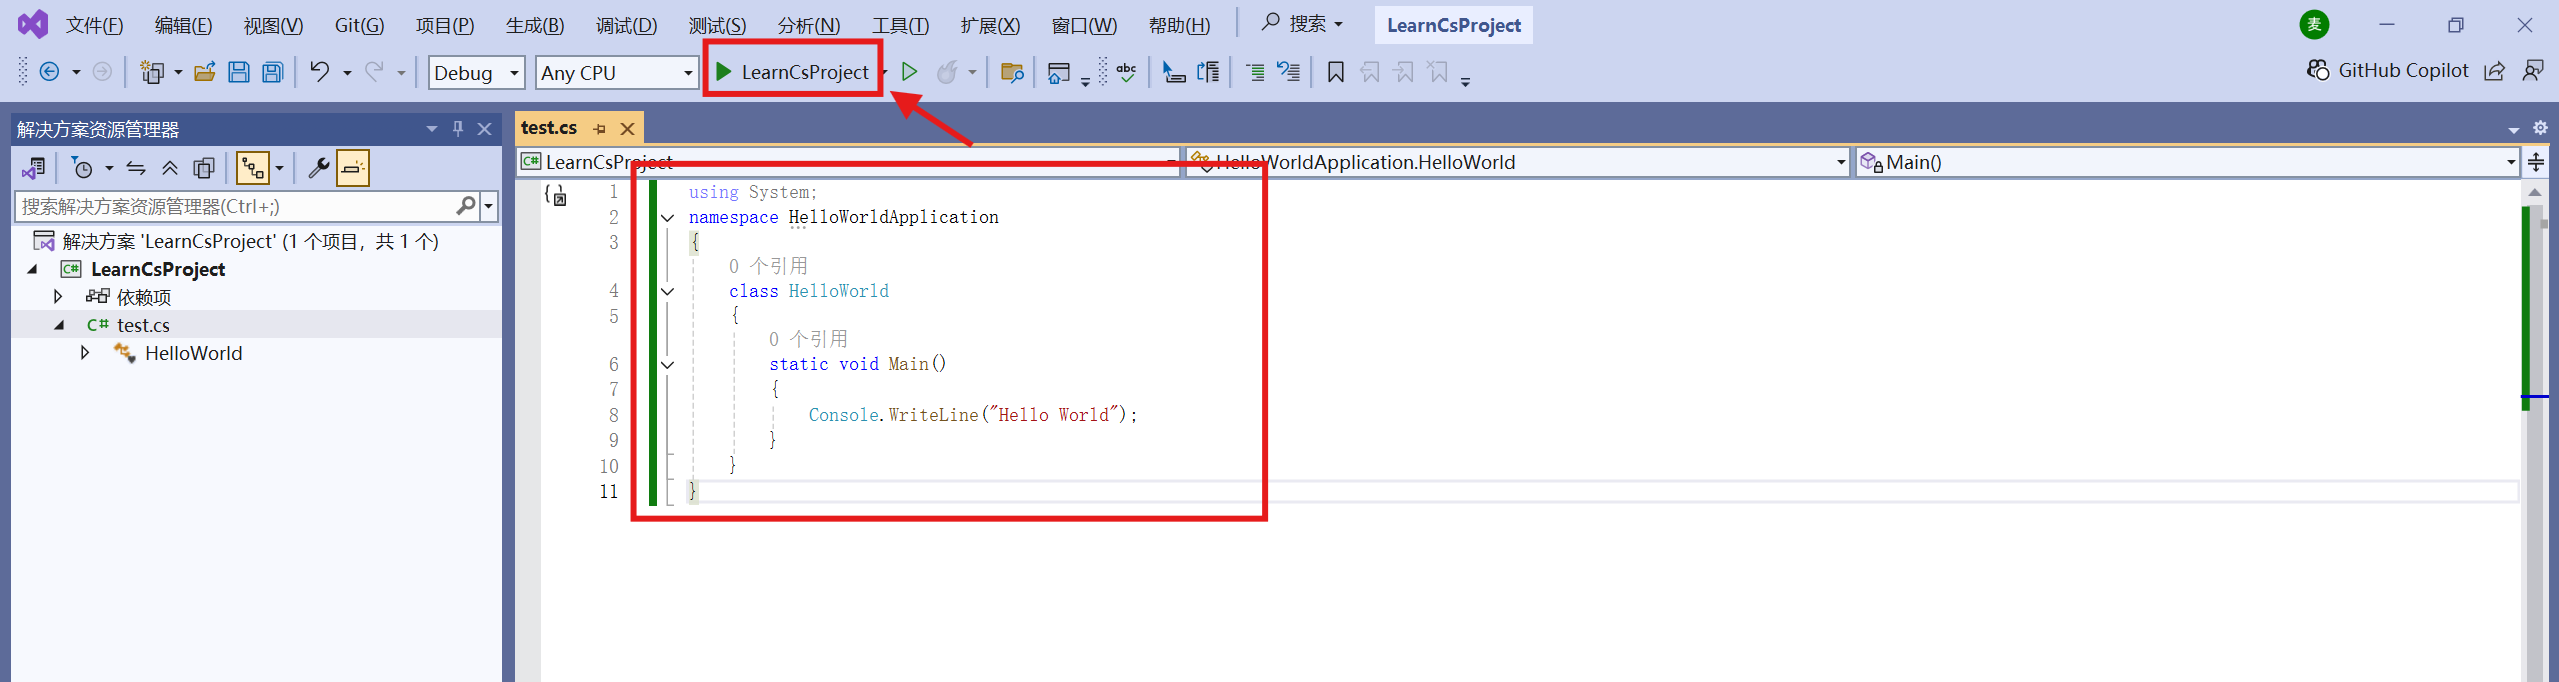 文件(F) 编辑(E) 视图(V) Git(G) 项目(P) 生成(B) 调试(D) 测试(S) 分析(N) 工具(T) 扩展(X) 窗口(W) 帮助(H) 搜索 LearnCsProject 麦
Debug Any CPU LearnCsProject abc GitHub Copilot
解决方案资源管理器
搜索解决方案资源管理器(Ctrl+;)
解决方案 'LearnCsProject' (1 个项目，共 1 个)
C# LearnCsProject
依赖项
C# test.cs
HelloWorld
test.cs
C# LearnCsProject HelloWorldApplication.HelloWorld Main()
1 using System;
2 namespace HelloWorldApplication
3 {
0 个引用
4 class HelloWorld
5 {
0 个引用
6 static void Main()
7 {
8 Console.WriteLine("Hello World");
9 }
10 }
11 }